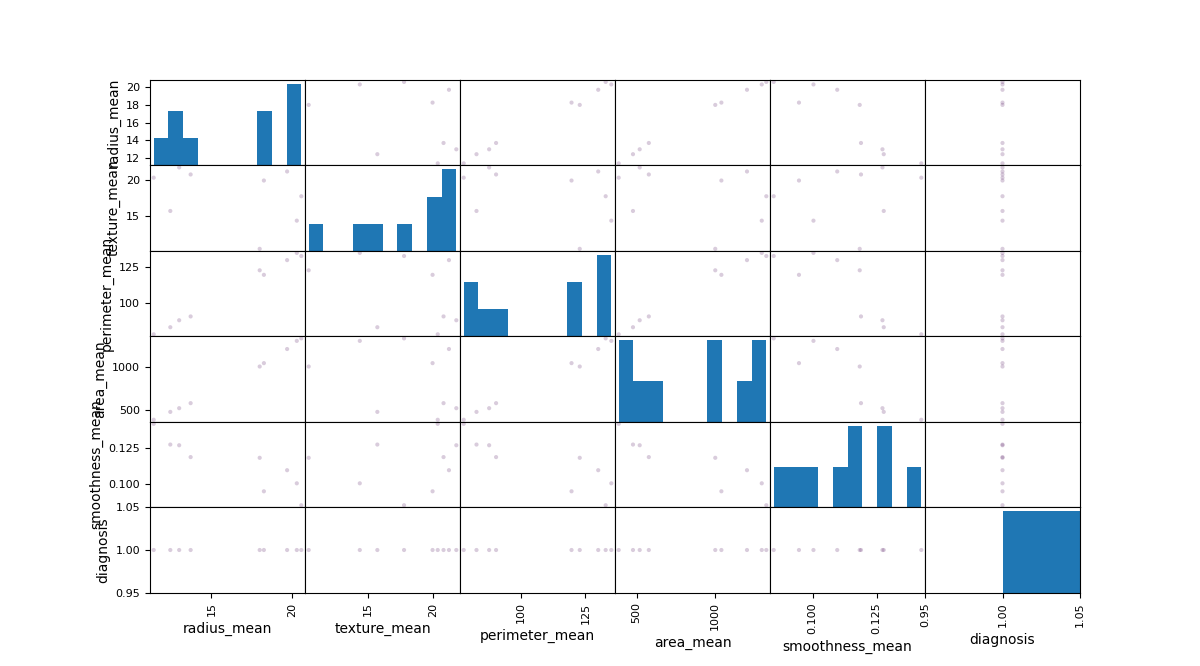 radius_mean
20
18
16
14
12
texture_mean
20
15
perimeter_mean
125
100
area_mean
1000
500
smoothness_mean
0.125
0.100
diagnosis
1.05
1.00
0.95
15 20
15 20
100 125
500 1000
0.100 0.125
0.95 1.00 1.05
radius_mean texture_mean perimeter_mean area_mean smoothness_mean diagnosis